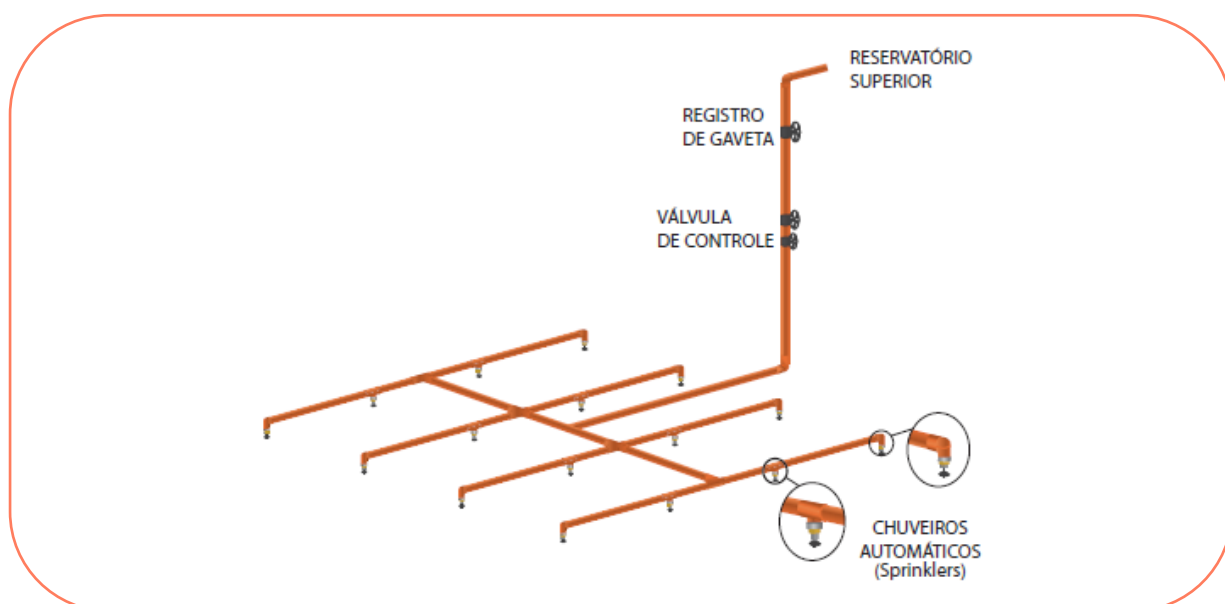 RESERVATÓRIO
SUPERIOR
REGISTRO
DE GAVETA
VÁLVULA
DE CONTROLE
CHUVEIROS
AUTOMÁTICOS
(Sprinklers)